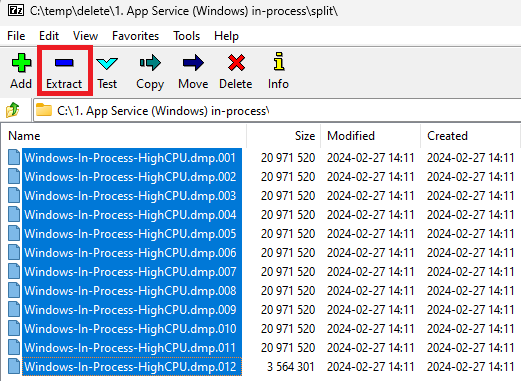 C:\temp\delete\1. App Service (Windows) in-process\split\
File Edit View Favorites Tools Help
Add Extract Test Copy Move Delete Info
C:\1. App Service (Windows) in-process\
Name Size Modified Created
Windows-In-Process-HighCPU.dmp.001 20 971 520 2024-02-27 14:11 2024-02-27 14:11
Windows-In-Process-HighCPU.dmp.002 20 971 520 2024-02-27 14:11 2024-02-27 14:11
Windows-In-Process-HighCPU.dmp.003 20 971 520 2024-02-27 14:11 2024-02-27 14:11
Windows-In-Process-HighCPU.dmp.004 20 971 520 2024-02-27 14:11 2024-02-27 14:11
Windows-In-Process-HighCPU.dmp.005 20 971 520 2024-02-27 14:11 2024-02-27 14:11
Windows-In-Process-HighCPU.dmp.006 20 971 520 2024-02-27 14:11 2024-02-27 14:11
Windows-In-Process-HighCPU.dmp.007 20 971 520 2024-02-27 14:11 2024-02-27 14:11
Windows-In-Process-HighCPU.dmp.008 20 971 520 2024-02-27 14:11 2024-02-27 14:11
Windows-In-Process-HighCPU.dmp.009 20 971 520 2024-02-27 14:11 2024-02-27 14:11
Windows-In-Process-HighCPU.dmp.010 20 971 520 2024-02-27 14:11 2024-02-27 14:11
Windows-In-Process-HighCPU.dmp.011 20 971 520 2024-02-27 14:11 2024-02-27 14:11
Windows-In-Process-HighCPU.dmp.012 3 564 301 2024-02-27 14:11 2024-02-27 14:11